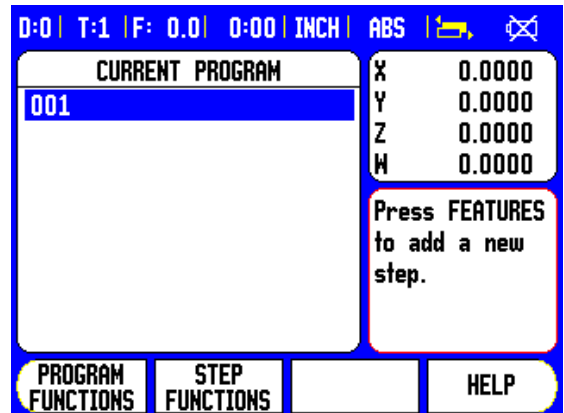 D:0 | T:1 | F: 0.0 | 0:00 | INCH | ABS
CURRENT PROGRAM
001
X 0.0000
Y 0.0000
Z 0.0000
W 0.0000
Press FEATURES
to add a new
step.
PROGRAM
FUNCTIONS
STEP
FUNCTIONS
HELP